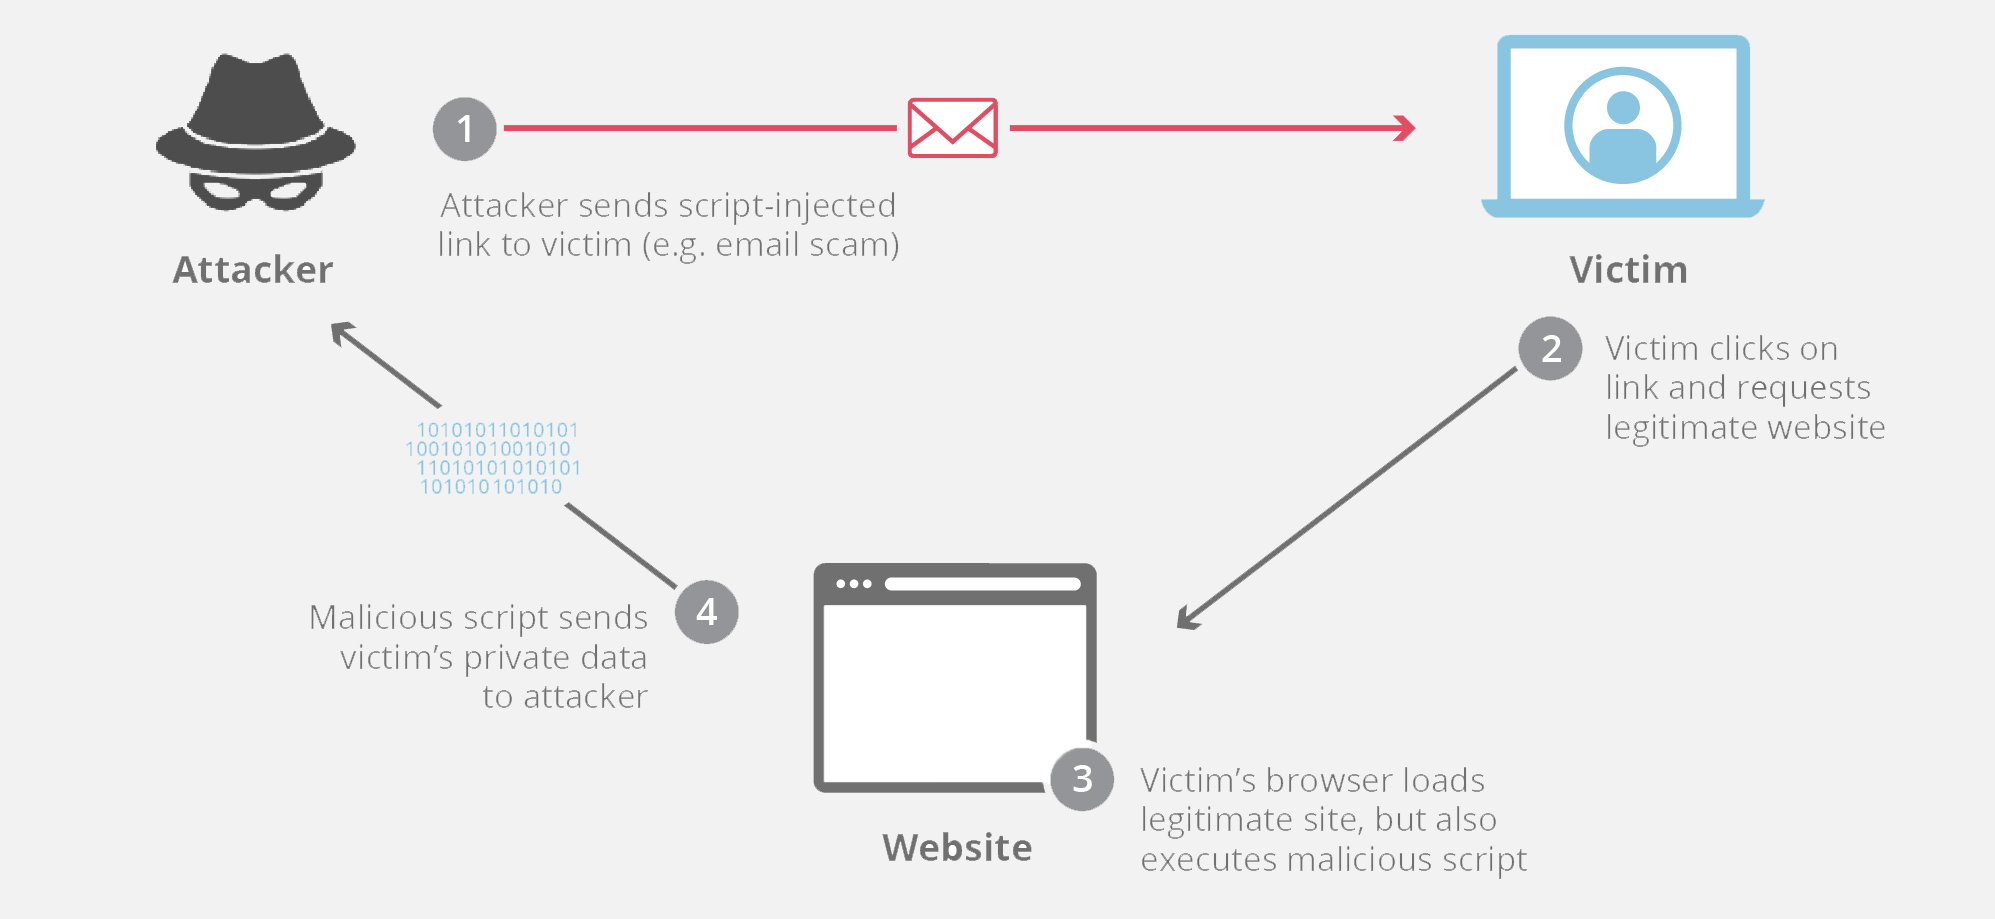 Attacker
1
Attacker sends script-injected
link to victim (e.g. email scam)
Victim
2
Victim clicks on
link and requests
legitimate website
3
Victim’s browser loads
legitimate site, but also
executes malicious script
Website
4
Malicious script sends
victim’s private data
to attacker
10101011010101
10010101001010
11010101010101
101010101010